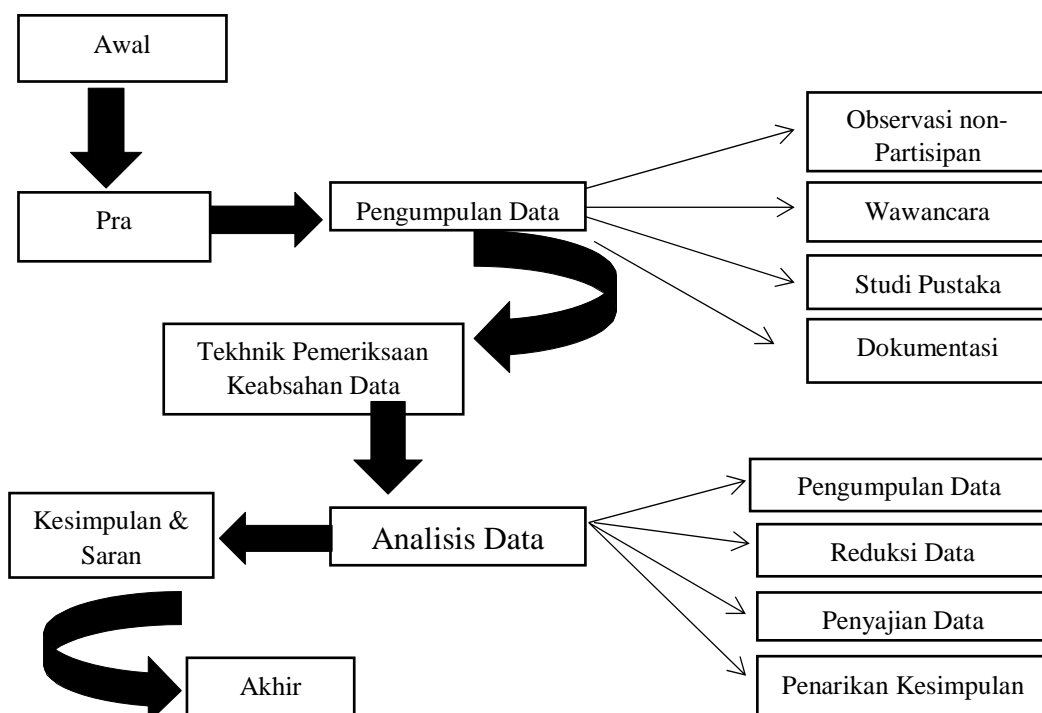 Awal
Observasi non-
Partisipan
Pra
Pengumpulan Data
Wawancara
Studi Pustaka
Tekhnik Pemeriksaan
Keabsahan Data
Dokumentasi
Pengumpulan Data
Kesimpulan &
Saran
Analisis Data
Reduksi Data
Penyajian Data
Akhir
Penarikan Kesimpulan